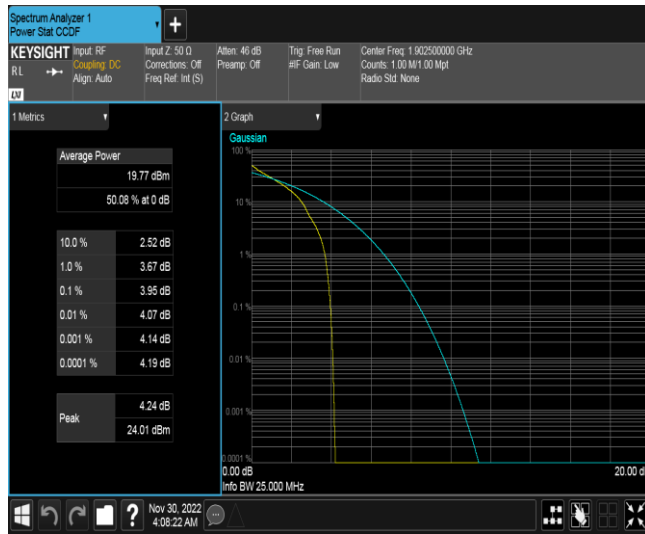 Spectrum Analyzer 1
Power Stat CCDF
KEYSIGHT
RL
LXI
Input: RF
Coupling: DC
Align: Auto
Input Z: 50 Ω
Corrections: Off
Freq Ref: Int (S)
Atten: 46 dB
Preamp: Off
Trig: Free Run
#IF Gain: Low
Center Freq: 1.902500000 GHz
Counts: 1.00 M/1.00 Mpt
Radio Std: None
1 Metrics
Average Power
19.77 dBm
50.08 % at 0 dB
10.0 % 2.52 dB
1.0 % 3.67 dB
0.1 % 3.95 dB
0.01 % 4.07 dB
0.001 % 4.14 dB
0.0001 % 4.19 dB
Peak
4.24 dB
24.01 dBm
2 Graph
Gaussian
100 %
10 %
1 %
0.1 %
0.01 %
0.001 %
0.0001 %
0.00 dB
20.00 d
Info BW 25.000 MHz
?
Nov 30, 2022
4:08:22 AM